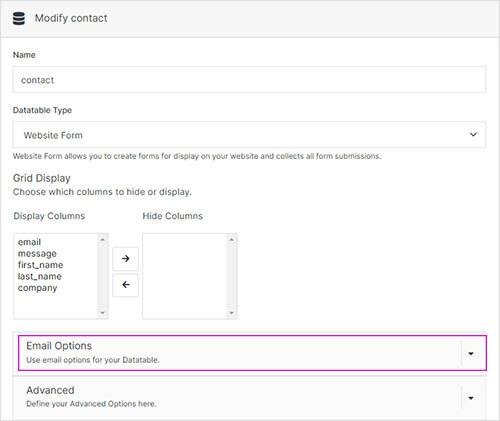 Modify contact
Name
contact
Datatable Type
Website Form
Website Form allows you to create forms for display on your website and collects all form submissions.
Grid Display
Choose which columns to hide or display.
Display Columns
Hide Columns
email
message
first_name
last_name
company
Email Options
Use email options for your Datatable.
Advanced
Define your Advanced Options here.